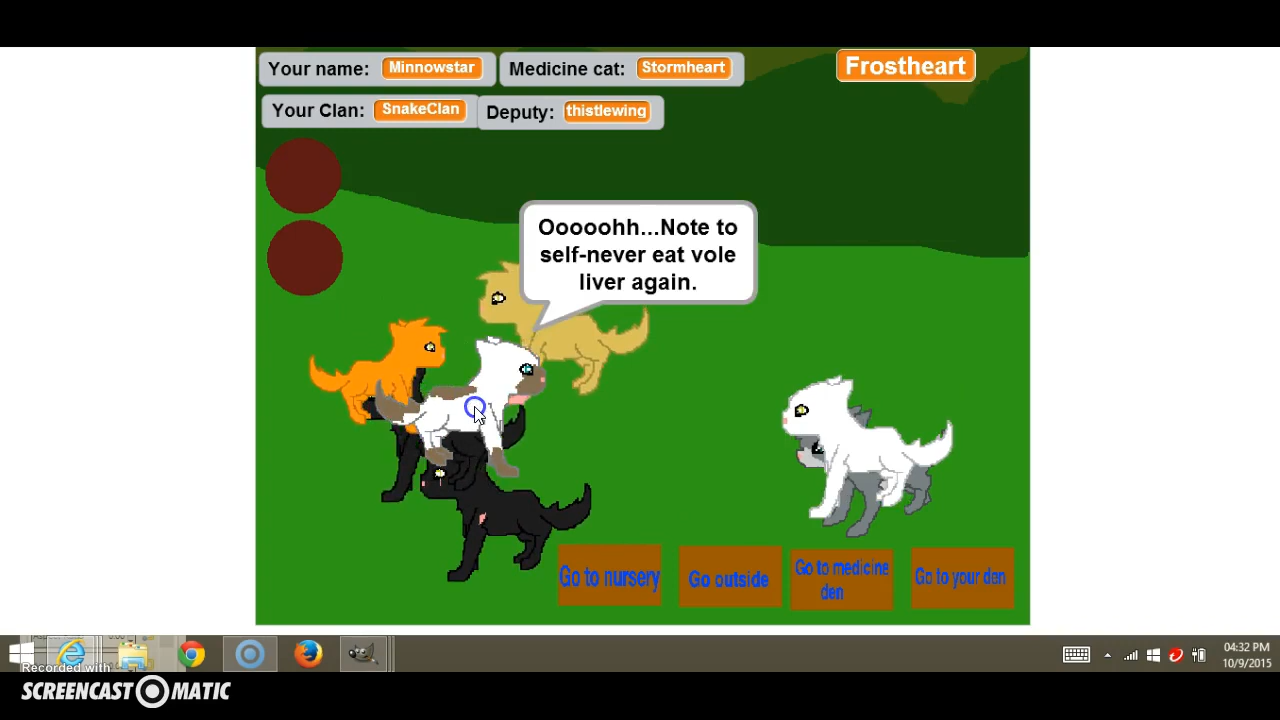 Your name: Minnowstar Medicine cat: Stormheart Frostheart
Your Clan: SnakeClan Deputy: thistlewing
Ooooohh...Note to
self-never eat vole
liver again.
Go to nursery Go outside Go to medicine
den Go to your den
04:32 PM
10/9/2015
Recorded with
SCREENCAST MATIC